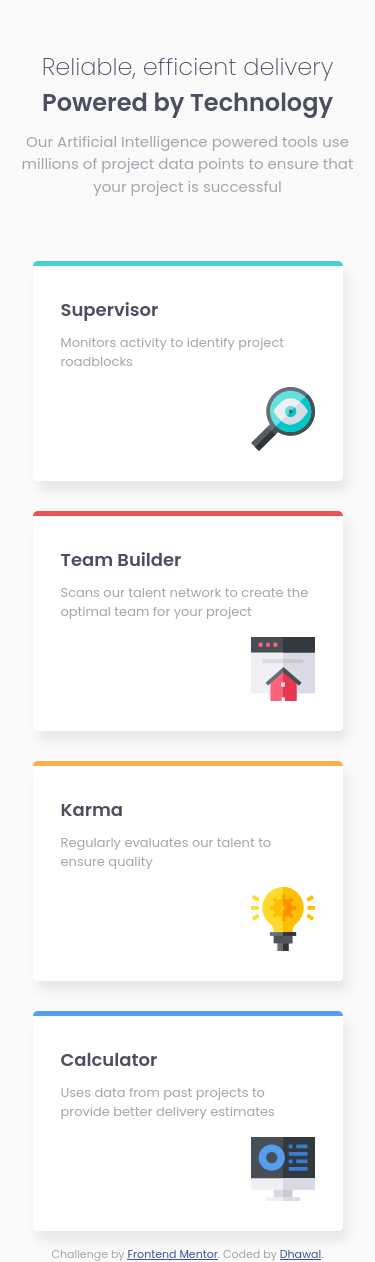 Reliable, efficient delivery
Powered by Technology
Our Artificial Intelligence powered tools use
millions of project data points to ensure that
your project is successful
Supervisor
Monitors activity to identify project
roadblocks
Team Builder
Scans our talent network to create the
optimal team for your project
Karma
Regularly evaluates our talent to
ensure quality
Calculator
Uses data from past projects to
provide better delivery estimates
Challenge by Frontend Mentor. Coded by Dhawal.